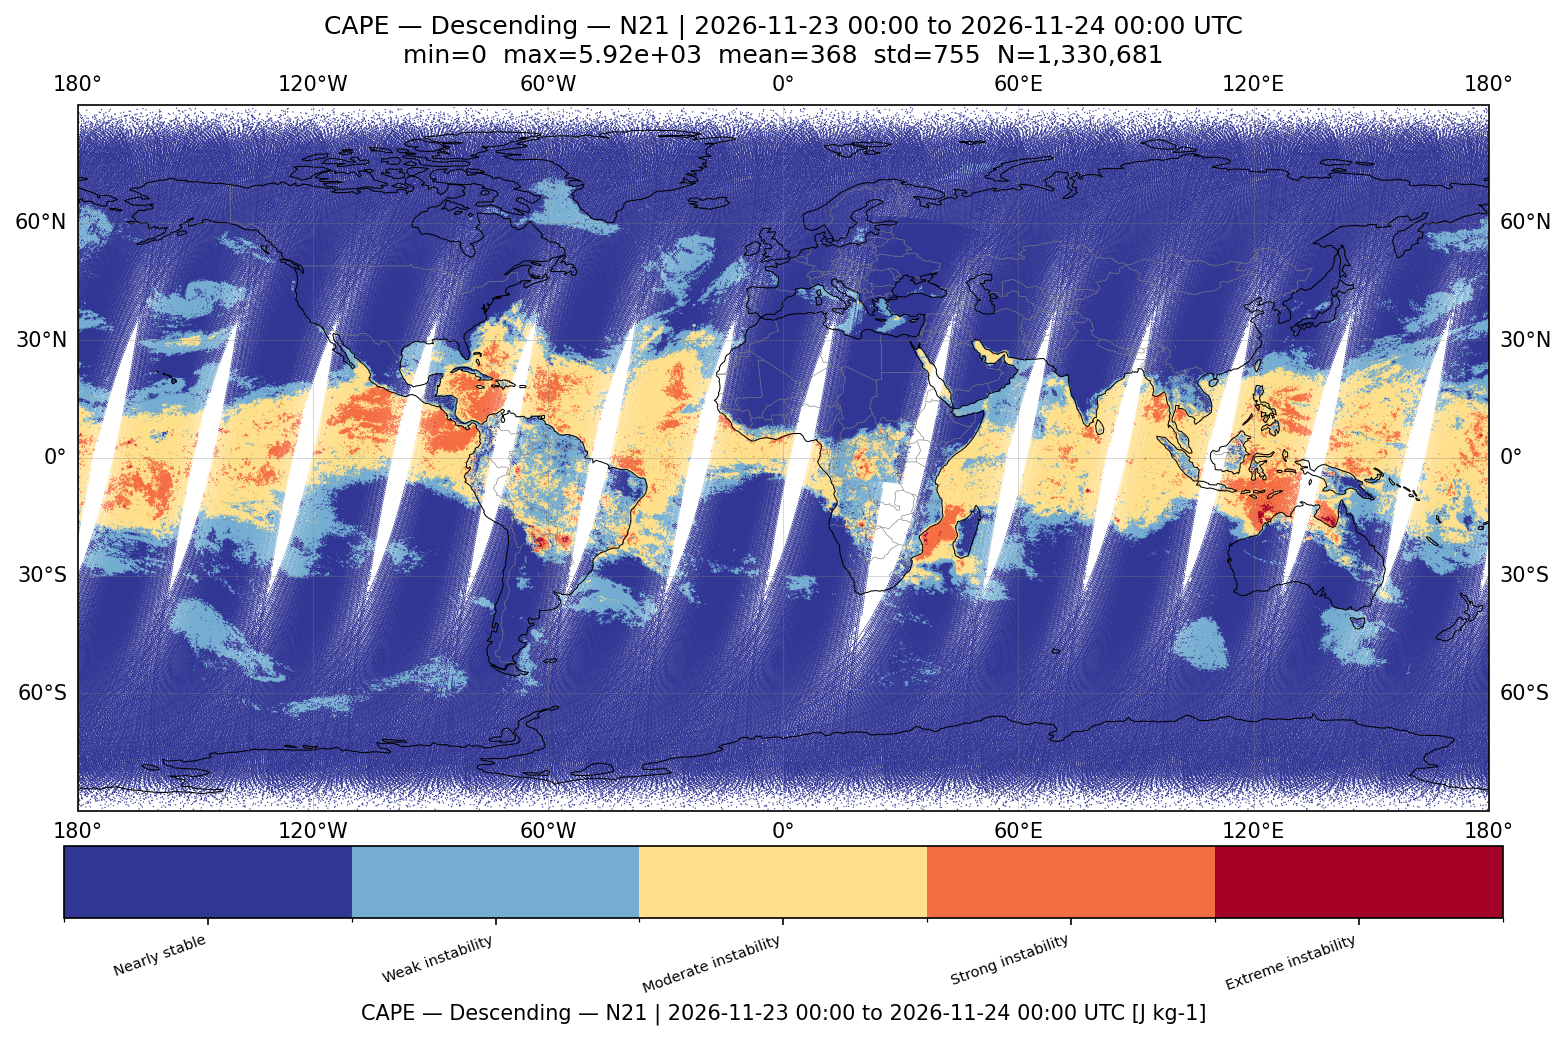 CAPE — Descending — N21 | 2026-11-23 00:00 to 2026-11-24 00:00 UTC
min=0 max=5.92e+03 mean=368 std=755 N=1,330,681
180° 120°W 60°W 0° 60°E 120°E 180°
60°N 60°N
30°N 30°N
0° 0°
30°S 30°S
60°S 60°S
180° 120°W 60°W 0° 60°E 120°E 180°
Nearly stable Weak instability Moderate instability Strong instability Extreme instability
CAPE — Descending — N21 | 2026-11-23 00:00 to 2026-11-24 00:00 UTC [J kg-1]